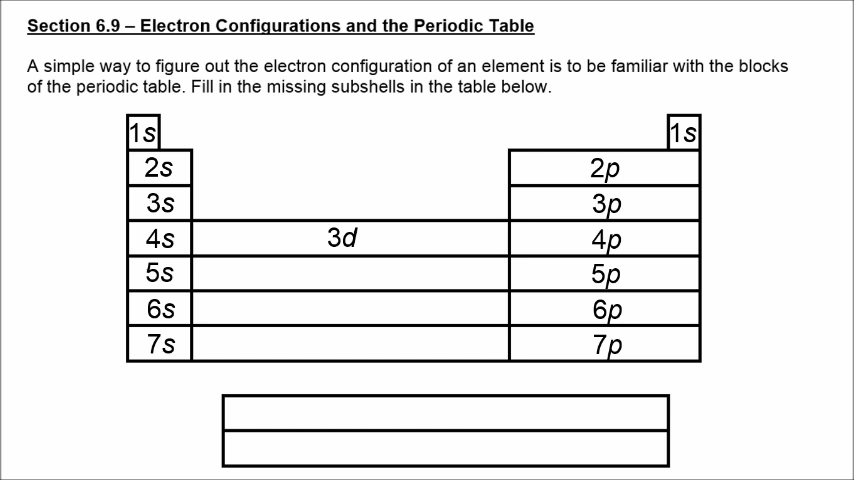 Section 6.9 – Electron Configurations and the Periodic Table
A simple way to figure out the electron configuration of an element is to be familiar with the blocks
of the periodic table. Fill in the missing subshells in the table below.
1s 1s
2s 2p
3s 3p
4s 3d 4p
5s 5p
6s 6p
7s 7p